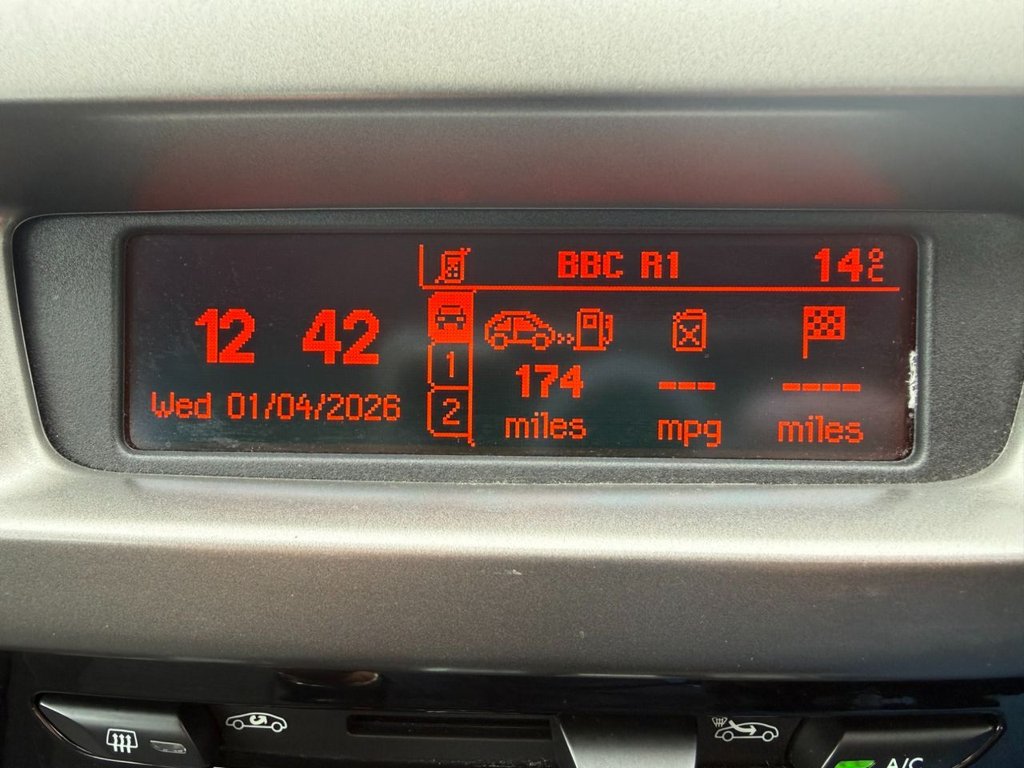 BBC R1 14°C
12 42
Wed 01/04/2026
1
2
174 --- ----
miles mpg miles
A/C